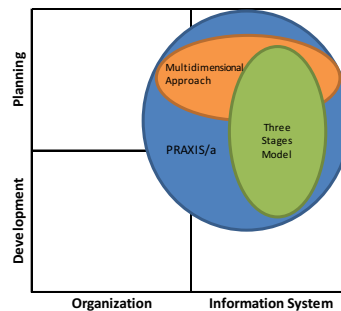 Planning
Development
Multidimensional
Approach
Three
Stages
Model
PRAXIS/a
Organization
Information System